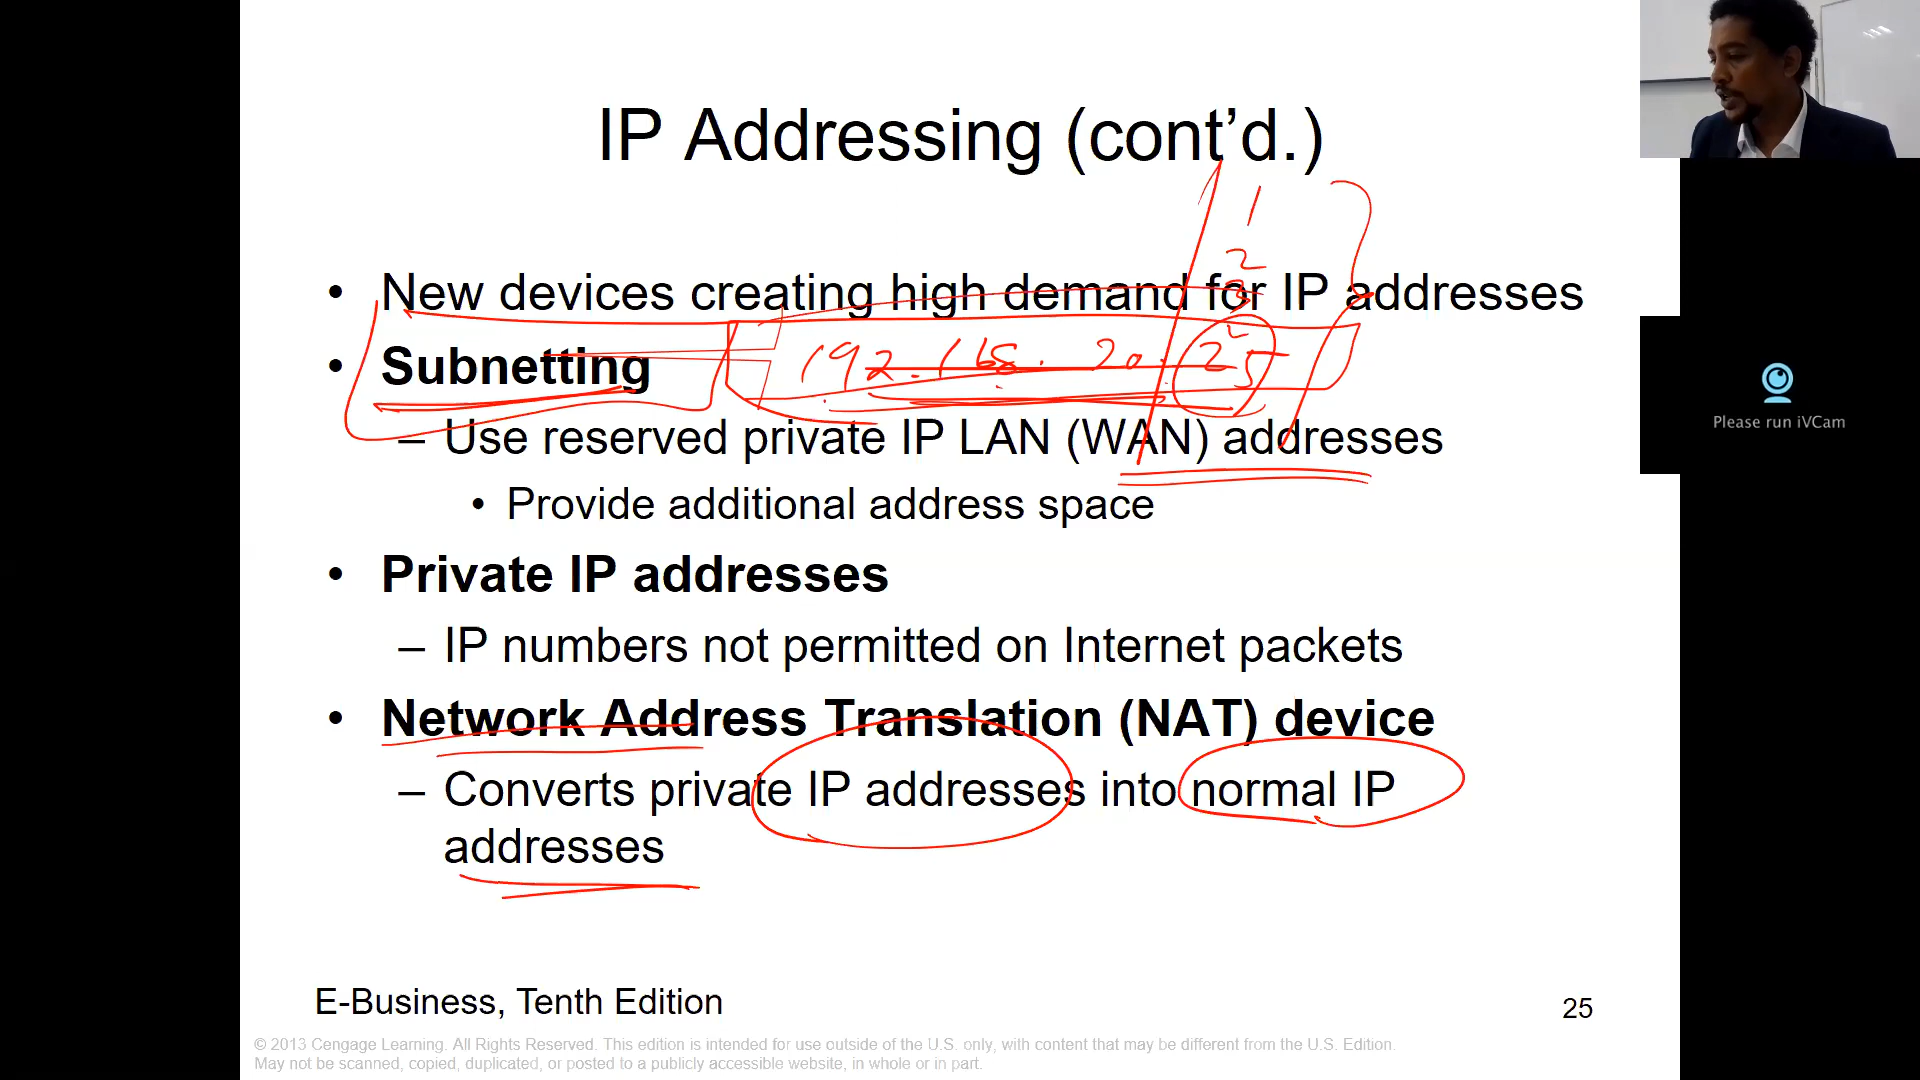 IP Addressing (cont’d.)
1
2
3
• New devices creating high demand for IP addresses
• Subnetting
192.168.20.25
– Use reserved private IP LAN (WAN) addresses
• Provide additional address space
• Private IP addresses
– IP numbers not permitted on Internet packets
• Network Address Translation (NAT) device
– Converts private IP addresses into normal IP
addresses
E-Business, Tenth Edition
25
© 2013 Cengage Learning. All Rights Reserved. This edition is intended for use outside of the U.S. only, with content that may be different from the U.S. Edition.
May not be scanned, copied, duplicated, or posted to a publicly accessible website, in whole or in part.
Please run iVCam